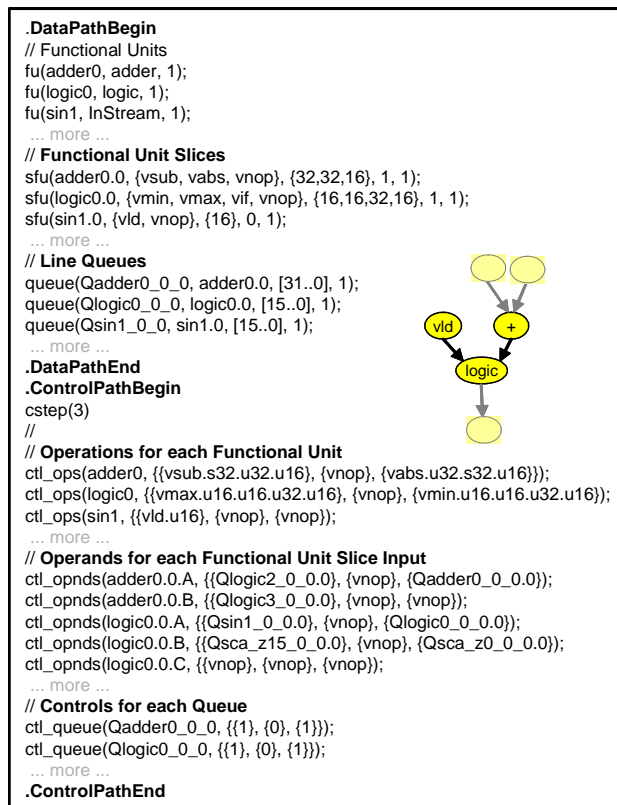 .DataPathBegin
// Functional Units
fu(adder0, adder, 1);
fu(logic0, logic, 1);
fu(sin1, InStream, 1);
... more ...
// Functional Unit Slices
sfu(adder0.0, {vsub, vabs, vnop}, {32,32,16}, 1, 1);
sfu(logic0.0, {vmin, vmax, vif, vnop}, {16,16,32,16}, 1, 1);
sfu(sin1.0, {vld, vnop}, {16}, 0, 1);
... more ...
// Line Queues
queue(Qadder0_0_0, adder0.0, [31..0], 1);
queue(Qlogic0_0_0, logic0.0, [15..0], 1);
queue(Qsin1_0_0, sin1.0, [15..0], 1);
... more ...
vld
+
logic
.DataPathEnd
.ControlPathBegin
cstep(3)
//
// Operations for each Functional Unit
ctl_ops(adder0, {{vsub.s32.u32.u16}, {vnop}, {vabs.u32.s32.u16}});
ctl_ops(logic0, {{vmax.u16.u16.u32.u16}, {vnop}, {vmin.u16.u16.u32.u16});
ctl_ops(sin1, {{vld.u16}, {vnop}, {vnop});
... more ...
// Operands for each Functional Unit Slice Input
ctl_opnds(adder0.0.A, {{Qlogic2_0_0.0}, {vnop}, {Qadder0_0_0.0});
ctl_opnds(adder0.0.B, {{Qlogic3_0_0.0}, {vnop}, {vnop});
ctl_opnds(logic0.0.A, {{Qsin1_0_0.0}, {vnop}, {Qlogic0_0_0.0});
ctl_opnds(logic0.0.B, {{Qsca_z15_0_0.0}, {vnop}, {Qsca_z0_0_0.0});
ctl_opnds(logic0.0.C, {{vnop}, {vnop}, {vnop});
... more ...
// Controls for each Queue
ctl_queue(Qadder0_0_0, {{1}, {0}, {1}});
ctl_queue(Qlogic0_0_0, {{1}, {0}, {1}});
... more ...
.ControlPathEnd